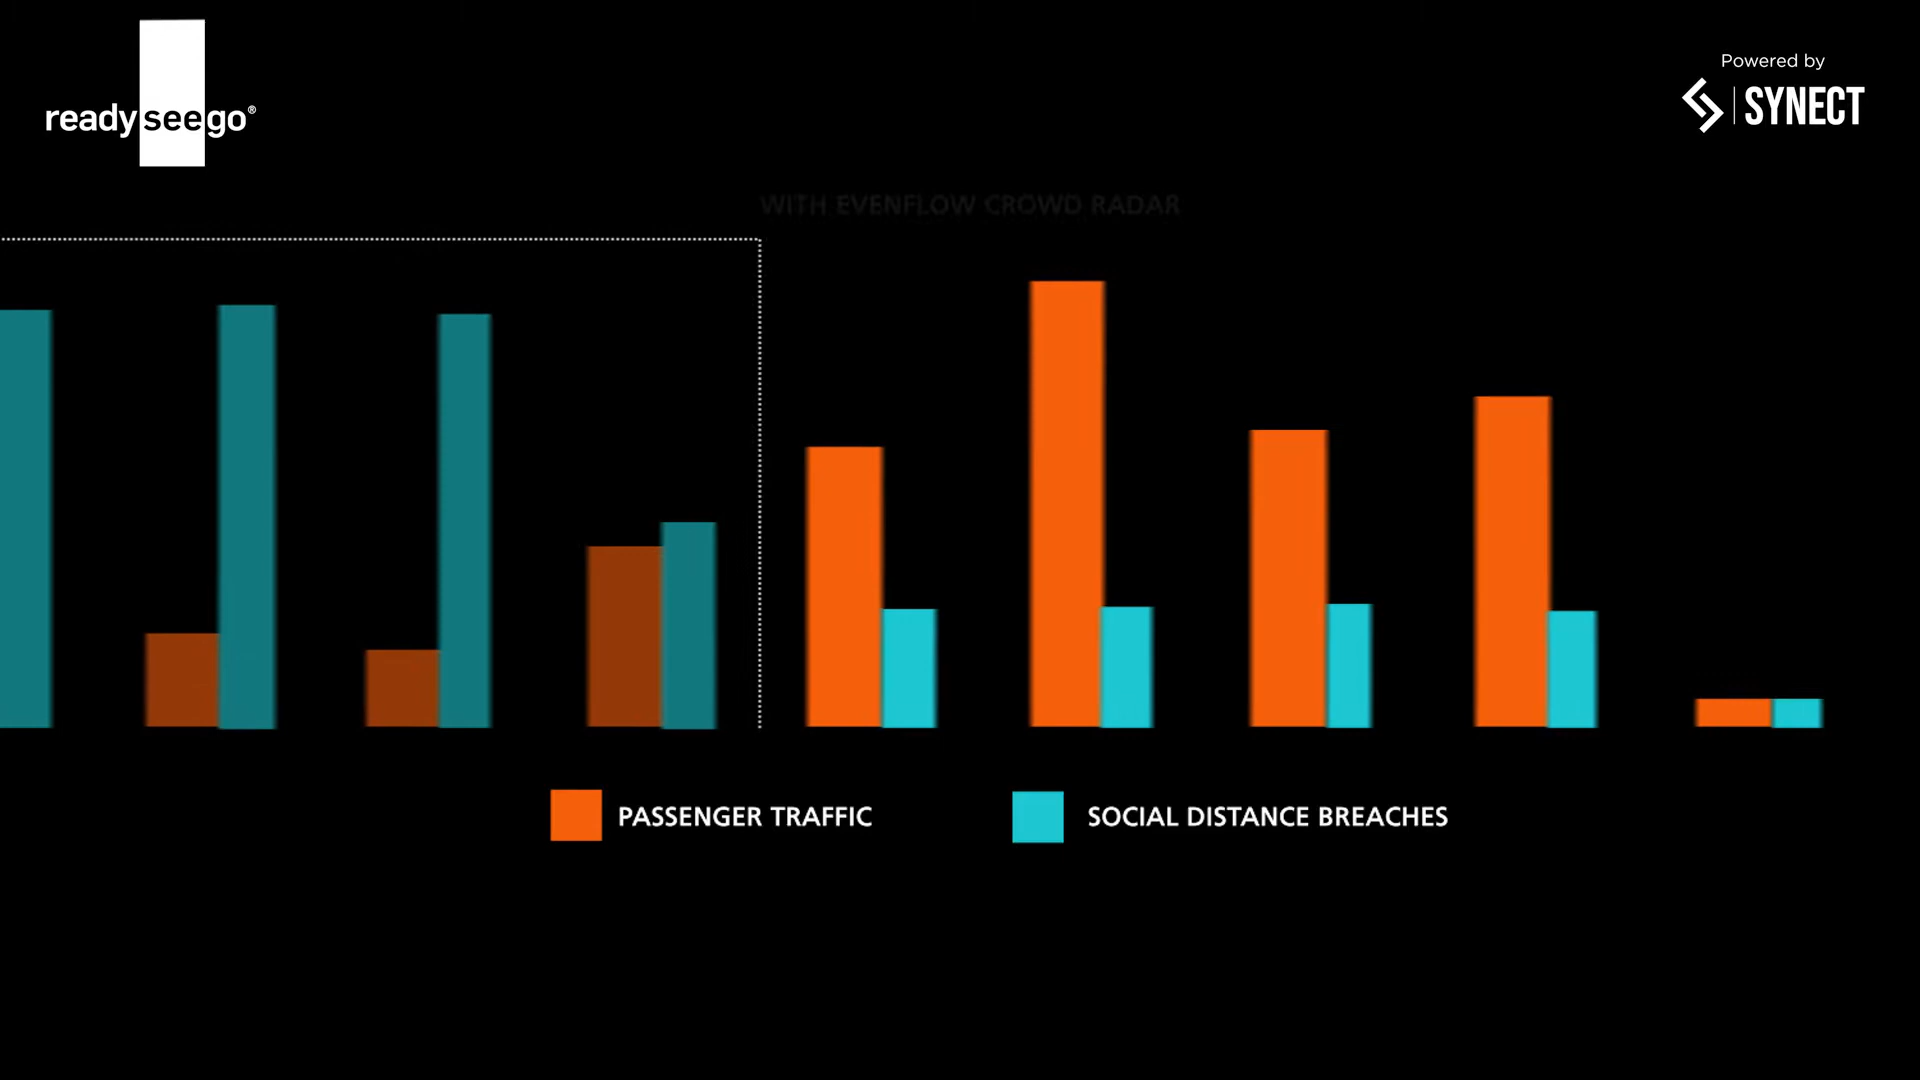 readyseego®
Powered by
SYNECT
WITH EVENFLOW CROWD RADAR
PASSENGER TRAFFIC
SOCIAL DISTANCE BREACHES